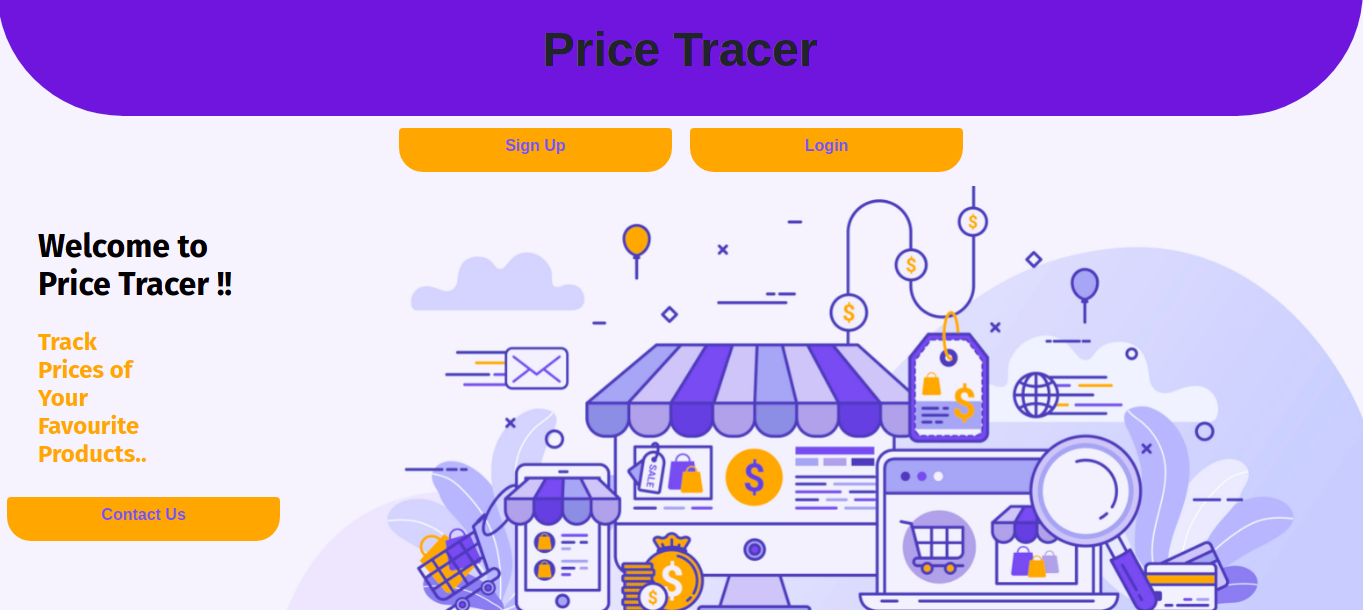 Price Tracer
Sign Up
Login
Welcome to
Price Tracer !!
Track
Prices of
Your
Favourite
Products..
Contact Us
$
$
$
$
SALE
$
$
$